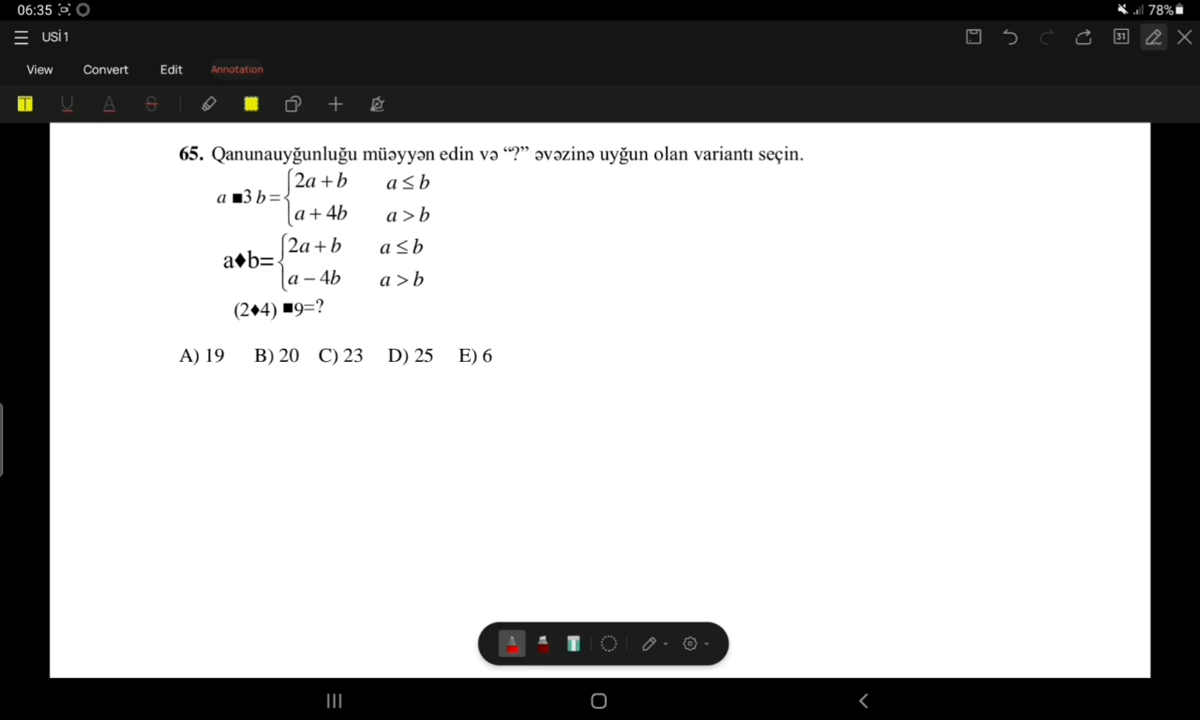 06:35 78%
USİ 1 31
View Convert Edit Annotation
T U A S
65. Qanunauyğunluğu müəyyən edin və “?” əvəzinə uyğun olan variantı seçin.
2a + b a ≤ b
a ■3 b = {
a + 4b a > b
2a + b a ≤ b
a♦b= {
a – 4b a > b
(2♦4) ■9=?
A) 19 B) 20 C) 23 D) 25 E) 6